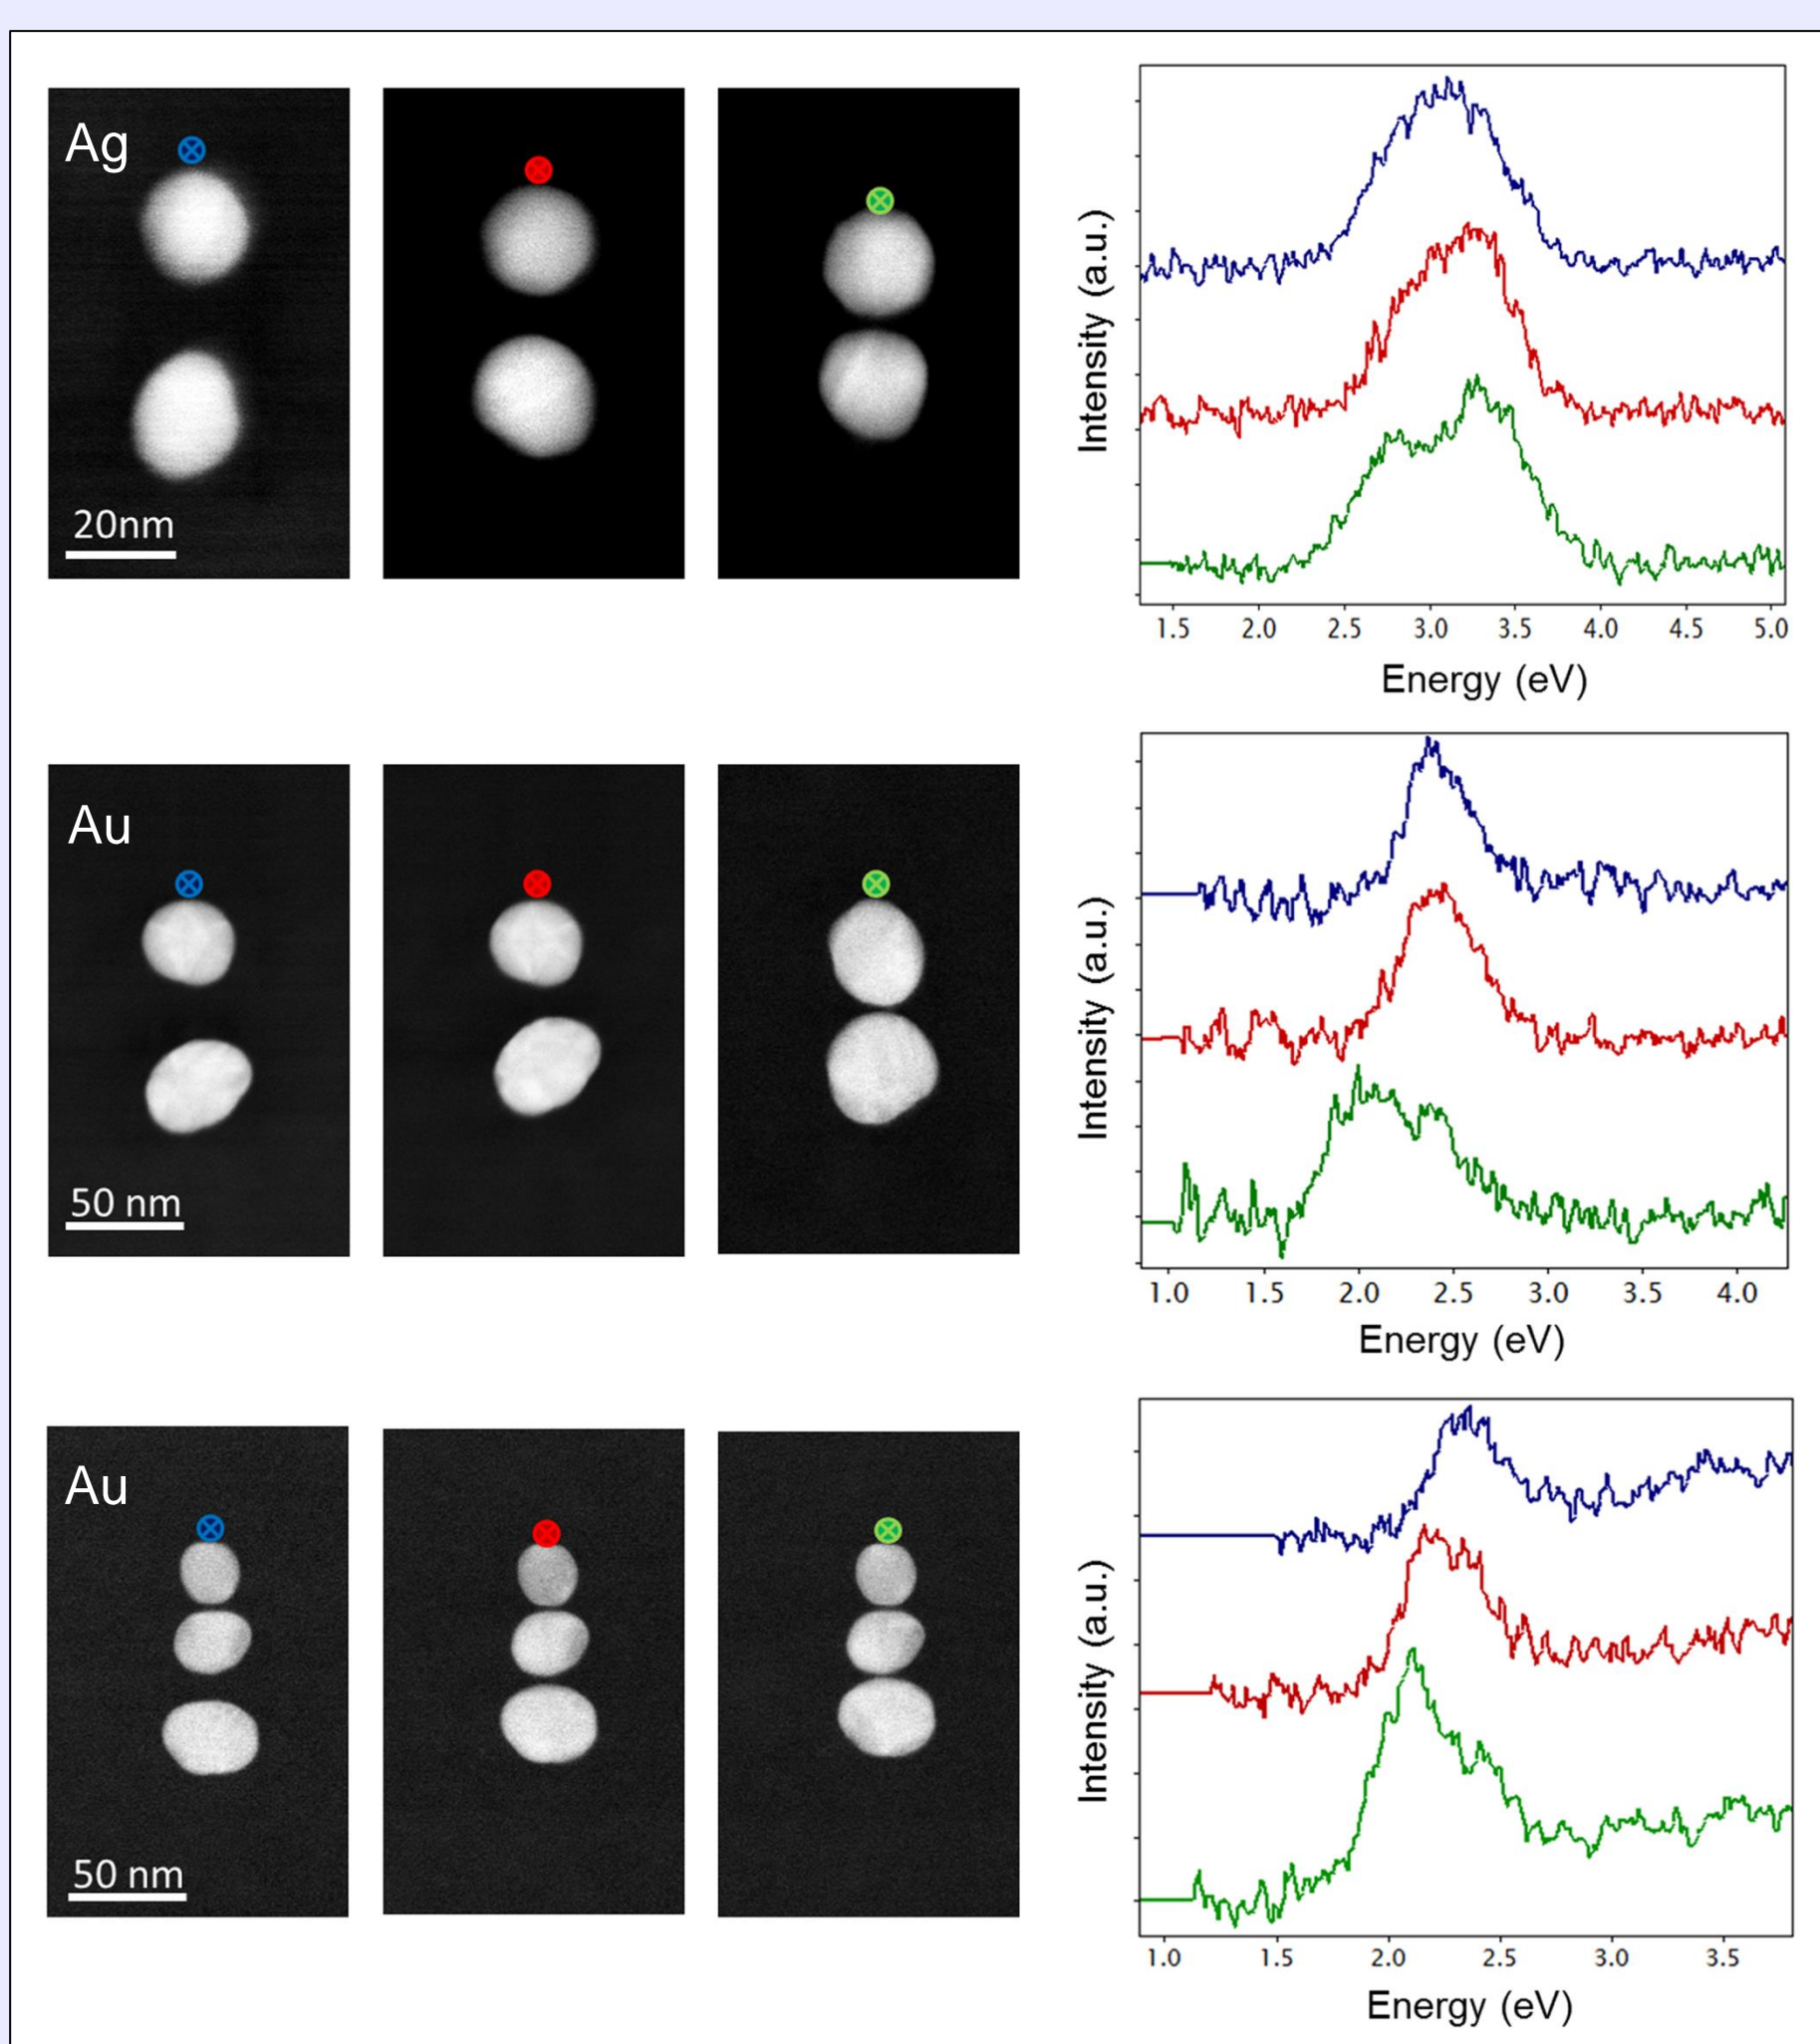 Ag
20nm
Intensity (a.u.)
1.5 2.0 2.5 3.0 3.5 4.0 4.5 5.0
Energy (eV)
Au
50 nm
Intensity (a.u.)
1.0 1.5 2.0 2.5 3.0 3.5 4.0
Energy (eV)
Au
50 nm
Intensity (a.u.)
1.0 1.5 2.0 2.5 3.0 3.5
Energy (eV)